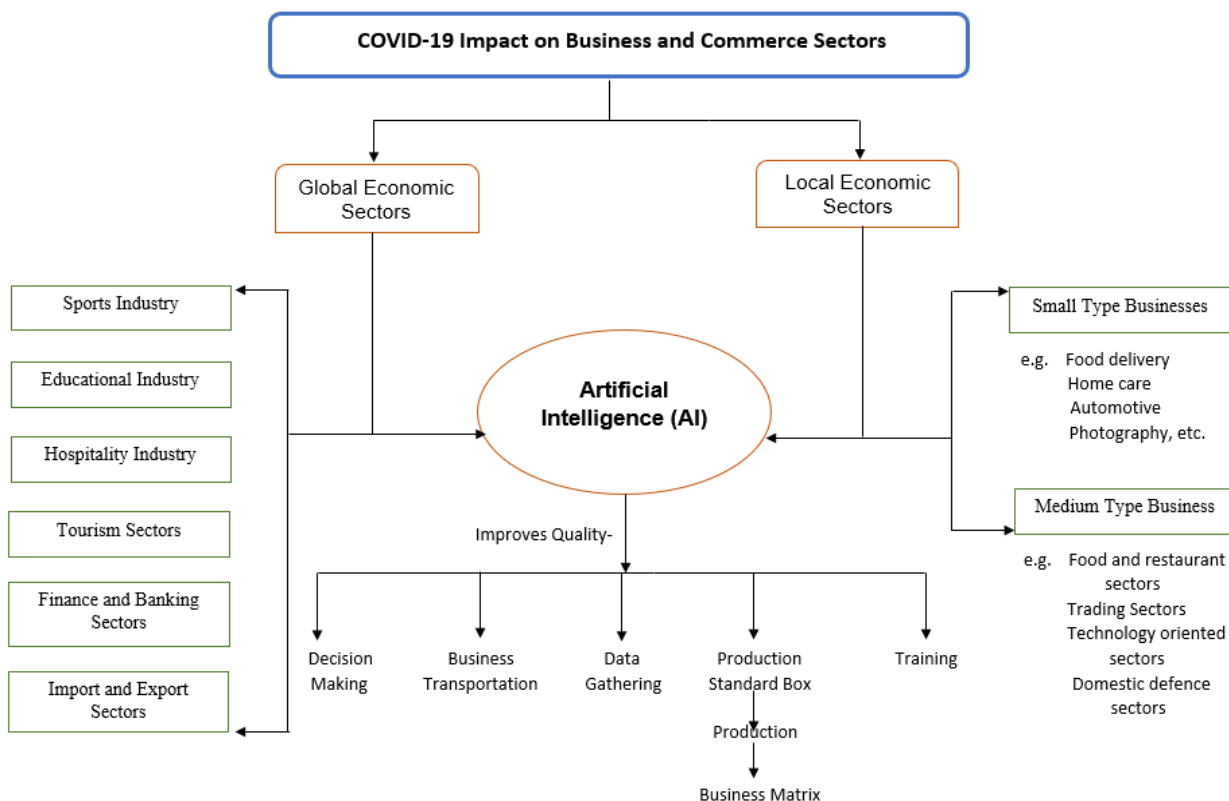 COVID-19 Impact on Business and Commerce Sectors
Global Economic
Sectors
Local Economic
Sectors
Sports Industry
Educational Industry
Hospitality Industry
Tourism Sectors
Finance and Banking
Sectors
Import and Export
Sectors
Artificial
Intelligence (AI)
Improves Quality-
Decision
Making
Business
Transportation
Data
Gathering
Production
Standard Box
Production
Business Matrix
Training
Small Type Businesses
e.g. Food delivery
Home care
Automotive
Photography, etc.
Medium Type Business
e.g. Food and restaurant
sectors
Trading Sectors
Technology oriented
sectors
Domestic defence
sectors